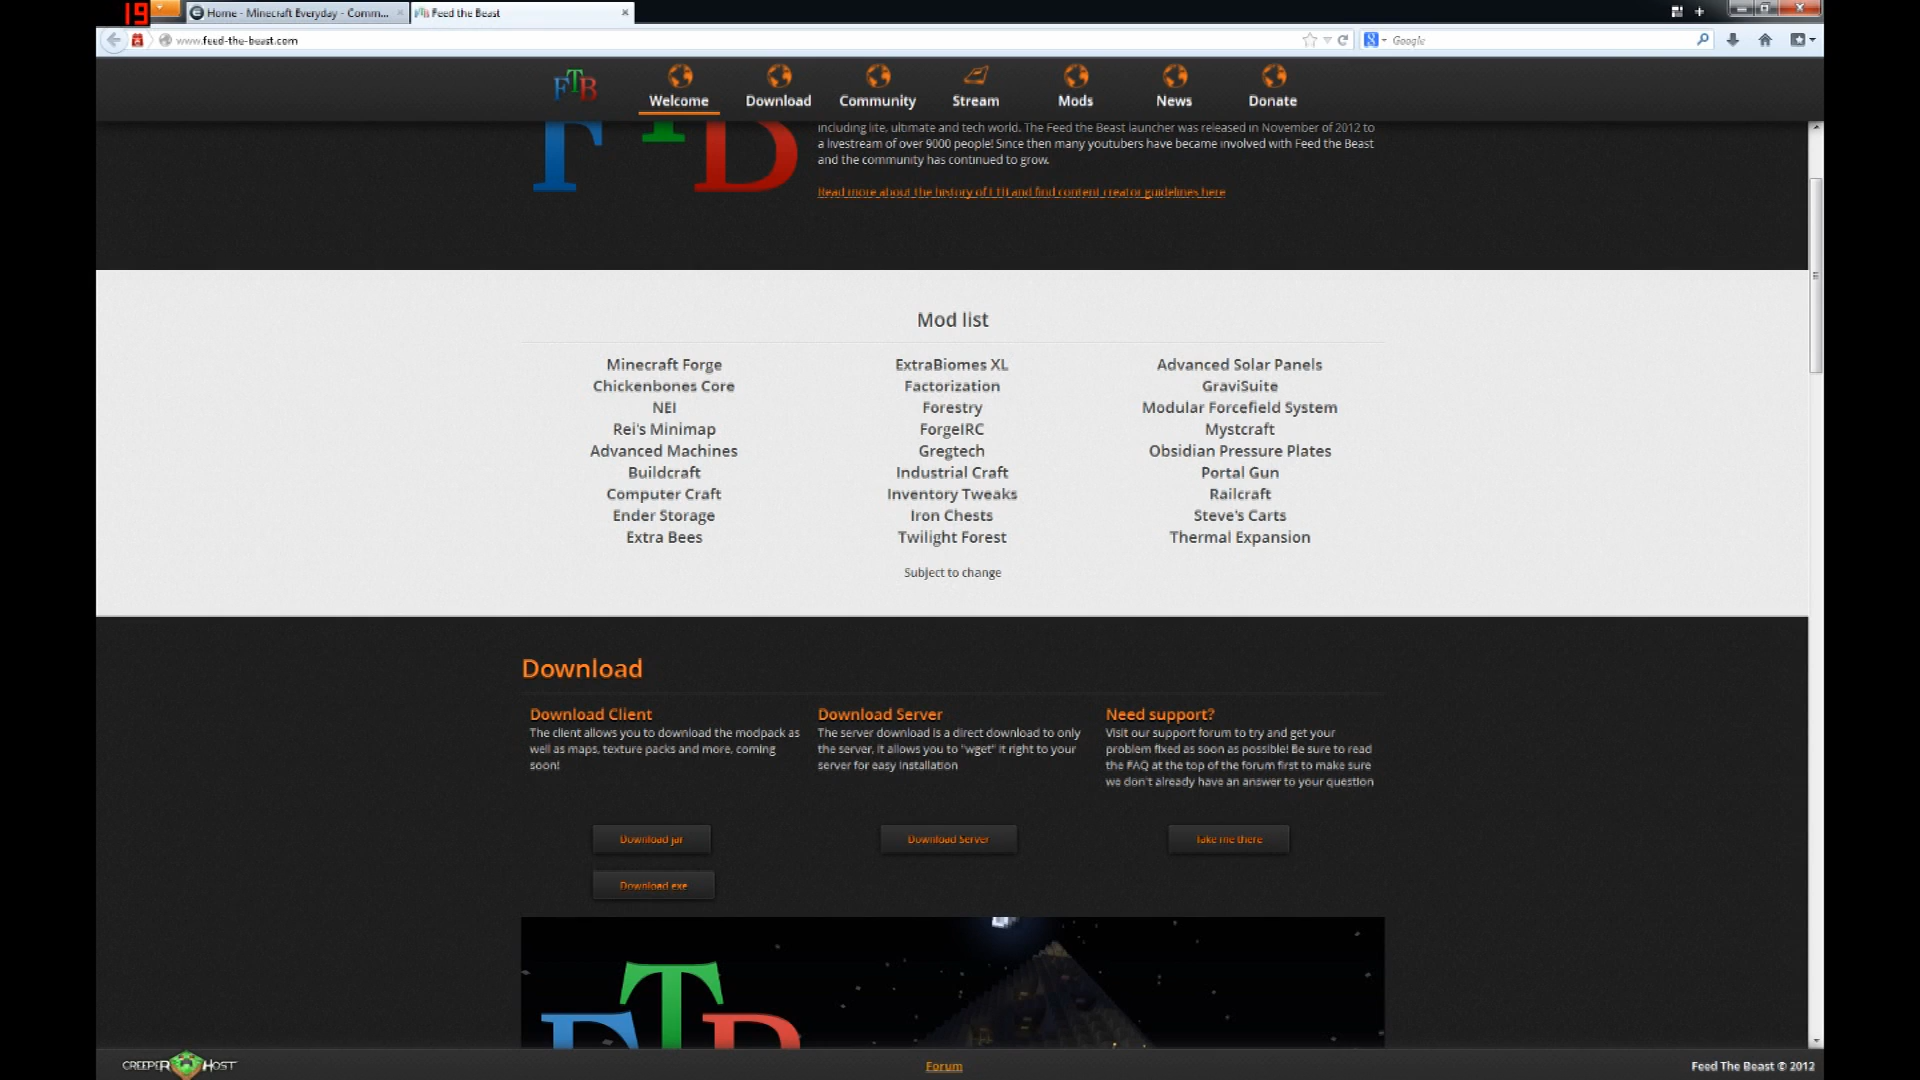 19
Home - Minecraft Everyday - Comm...
Feed the Beast
www.feed-the-beast.com
Google
FTB
Welcome
Download
Community
Stream
Mods
News
Donate
including lite, ultimate and tech world. The Feed the Beast launcher was released in November of 2012 to
a livestream of over 9000 people! Since then many youtubers have became involved with Feed the Beast
and the community has continued to grow.
Read more about the history of FTB and find content creator guidelines here
Mod list
Minecraft Forge
Chickenbones Core
NEI
Rei's Minimap
Advanced Machines
Buildcraft
Computer Craft
Ender Storage
Extra Bees
ExtraBiomes XL
Factorization
Forestry
ForgeIRC
Gregtech
Industrial Craft
Inventory Tweaks
Iron Chests
Twilight Forest
Advanced Solar Panels
GraviSuite
Modular Forcefield System
Mystcraft
Obsidian Pressure Plates
Portal Gun
Railcraft
Steve's Carts
Thermal Expansion
Subject to change
Download
Download Client
The client allows you to download the modpack as
well as maps, texture packs and more, coming
soon!
Download jar
Download exe
Download Server
The server download is a direct download to only
the server, it allows you to "wget" it right to your
server for easy installation
Download Server
Need support?
Visit our support forum to try and get your
problem fixed as soon as possible! Be sure to read
the FAQ at the top of the forum first to make sure
we don't already have an answer to your question
Take me there
FTB
CREEPER HOST
Forum
Feed The Beast © 2012